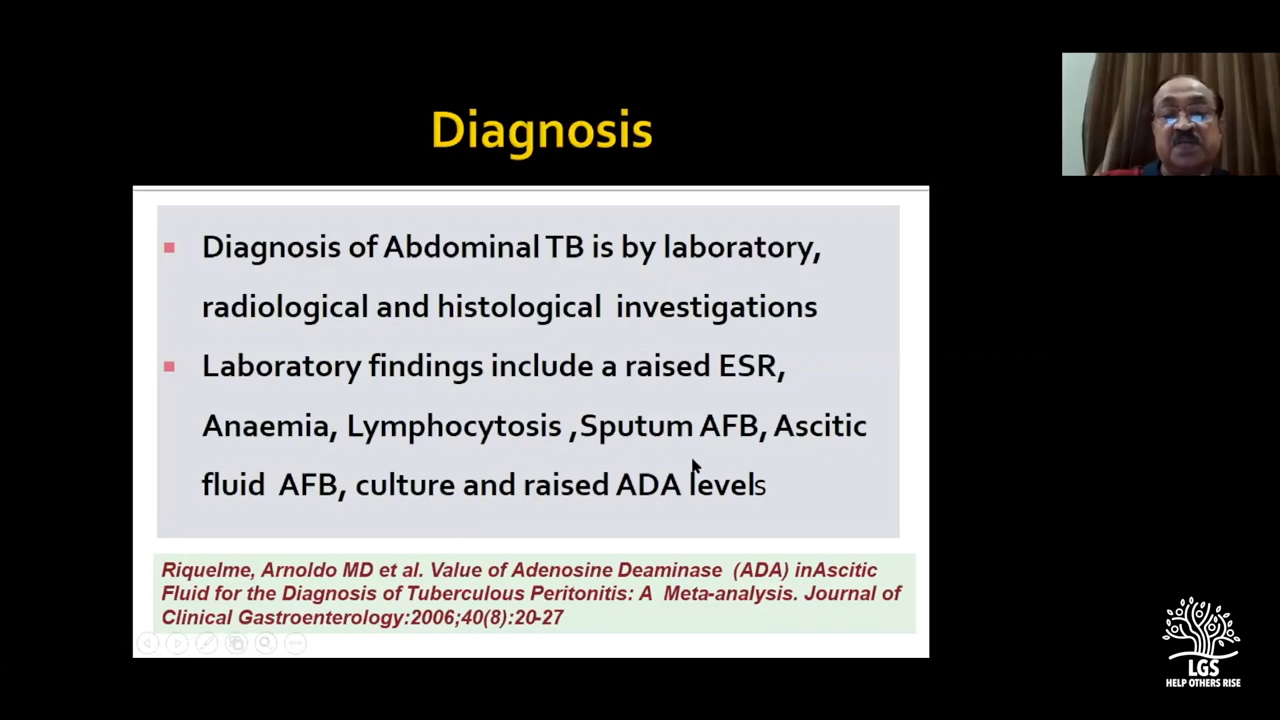 Diagnosis
Diagnosis of Abdominal TB is by laboratory,
radiological and histological investigations
Laboratory findings include a raised ESR,
Anaemia, Lymphocytosis ,Sputum AFB, Ascitic
fluid AFB, culture and raised ADA levels
Riquelme, Arnoldo MD et al. Value of Adenosine Deaminase (ADA) inAscitic
Fluid for the Diagnosis of Tuberculous Peritonitis: A Meta-analysis. Journal of
Clinical Gastroenterology:2006;40(8):20-27
LGS
HELP OTHERS RISE